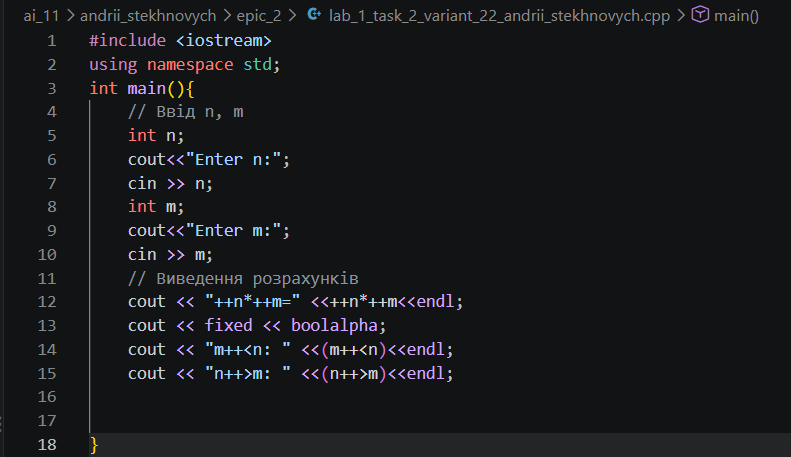 ai_11 > andrii_stekhnovych > epic_2 > lab_1_task_2_variant_22_andrii_stekhnovych.cpp > main()
1 #include <iostream>
2 using namespace std;
3 int main(){
4     // Ввід n, m
5     int n;
6     cout<<"Enter n:";
7     cin >> n;
8     int m;
9     cout<<"Enter m:";
10     cin >> m;
11     // Виведення розрахунків
12     cout << "++n*++m=" <<++n*++m<<endl;
13     cout << fixed << boolalpha;
14     cout << "m++<n: " <<(m++<n)<<endl;
15     cout << "n++>m: " <<(n++>m)<<endl;
16
17
18 }